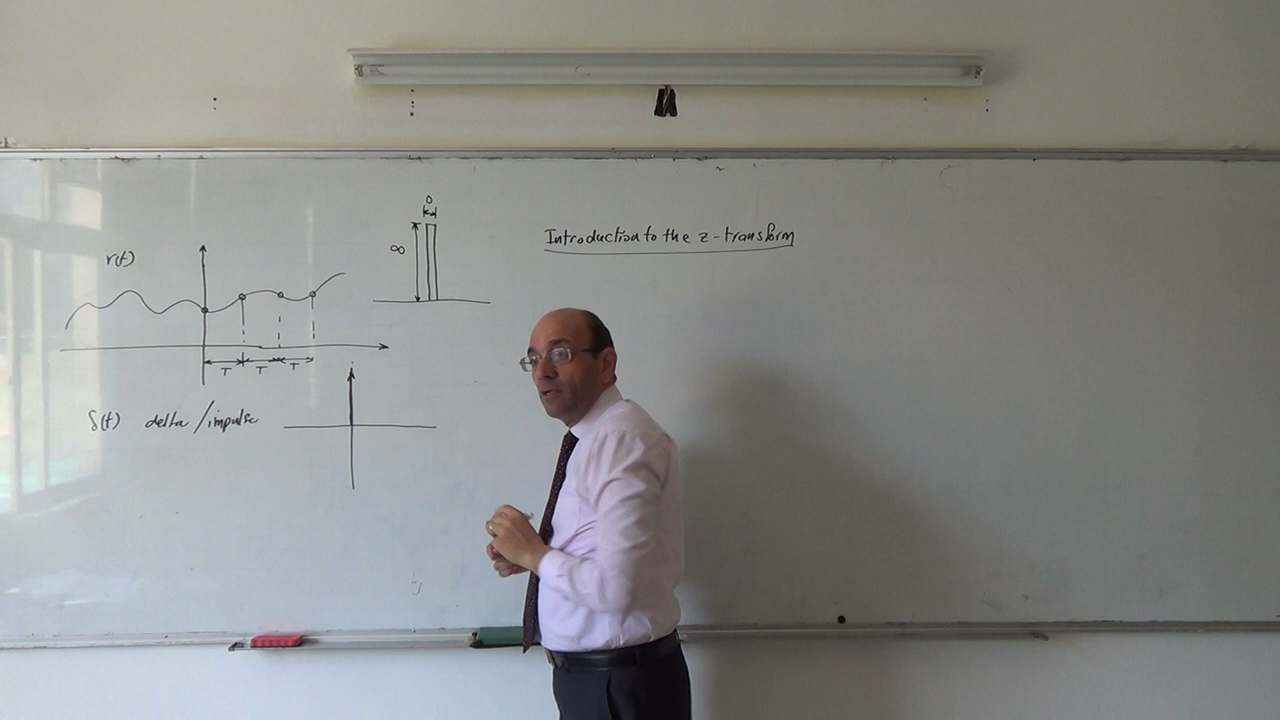 Introduction to the z-transform
0
∞
r(t)
T T T
δ(t) delta/impulse